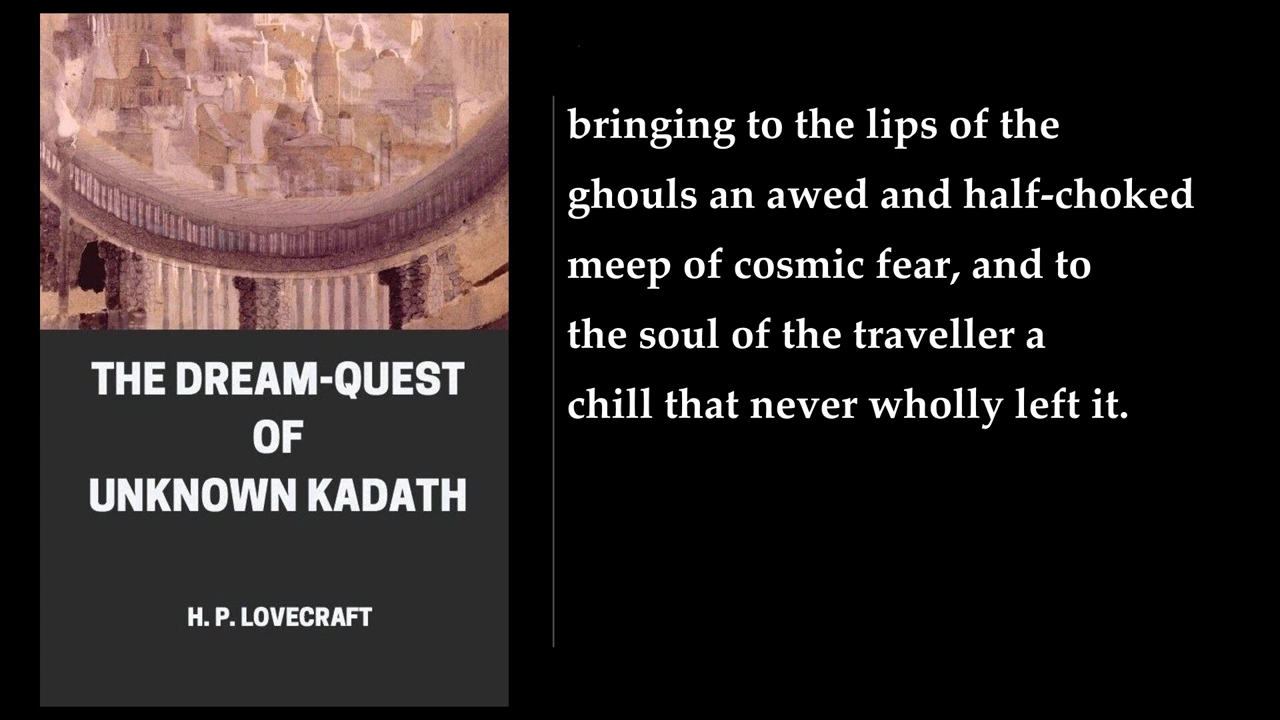 THE DREAM-QUEST
OF
UNKNOWN KADATH
H. P. LOVECRAFT
bringing to the lips of the
ghouls an awed and half-choked
meep of cosmic fear, and to
the soul of the traveller a
chill that never wholly left it.